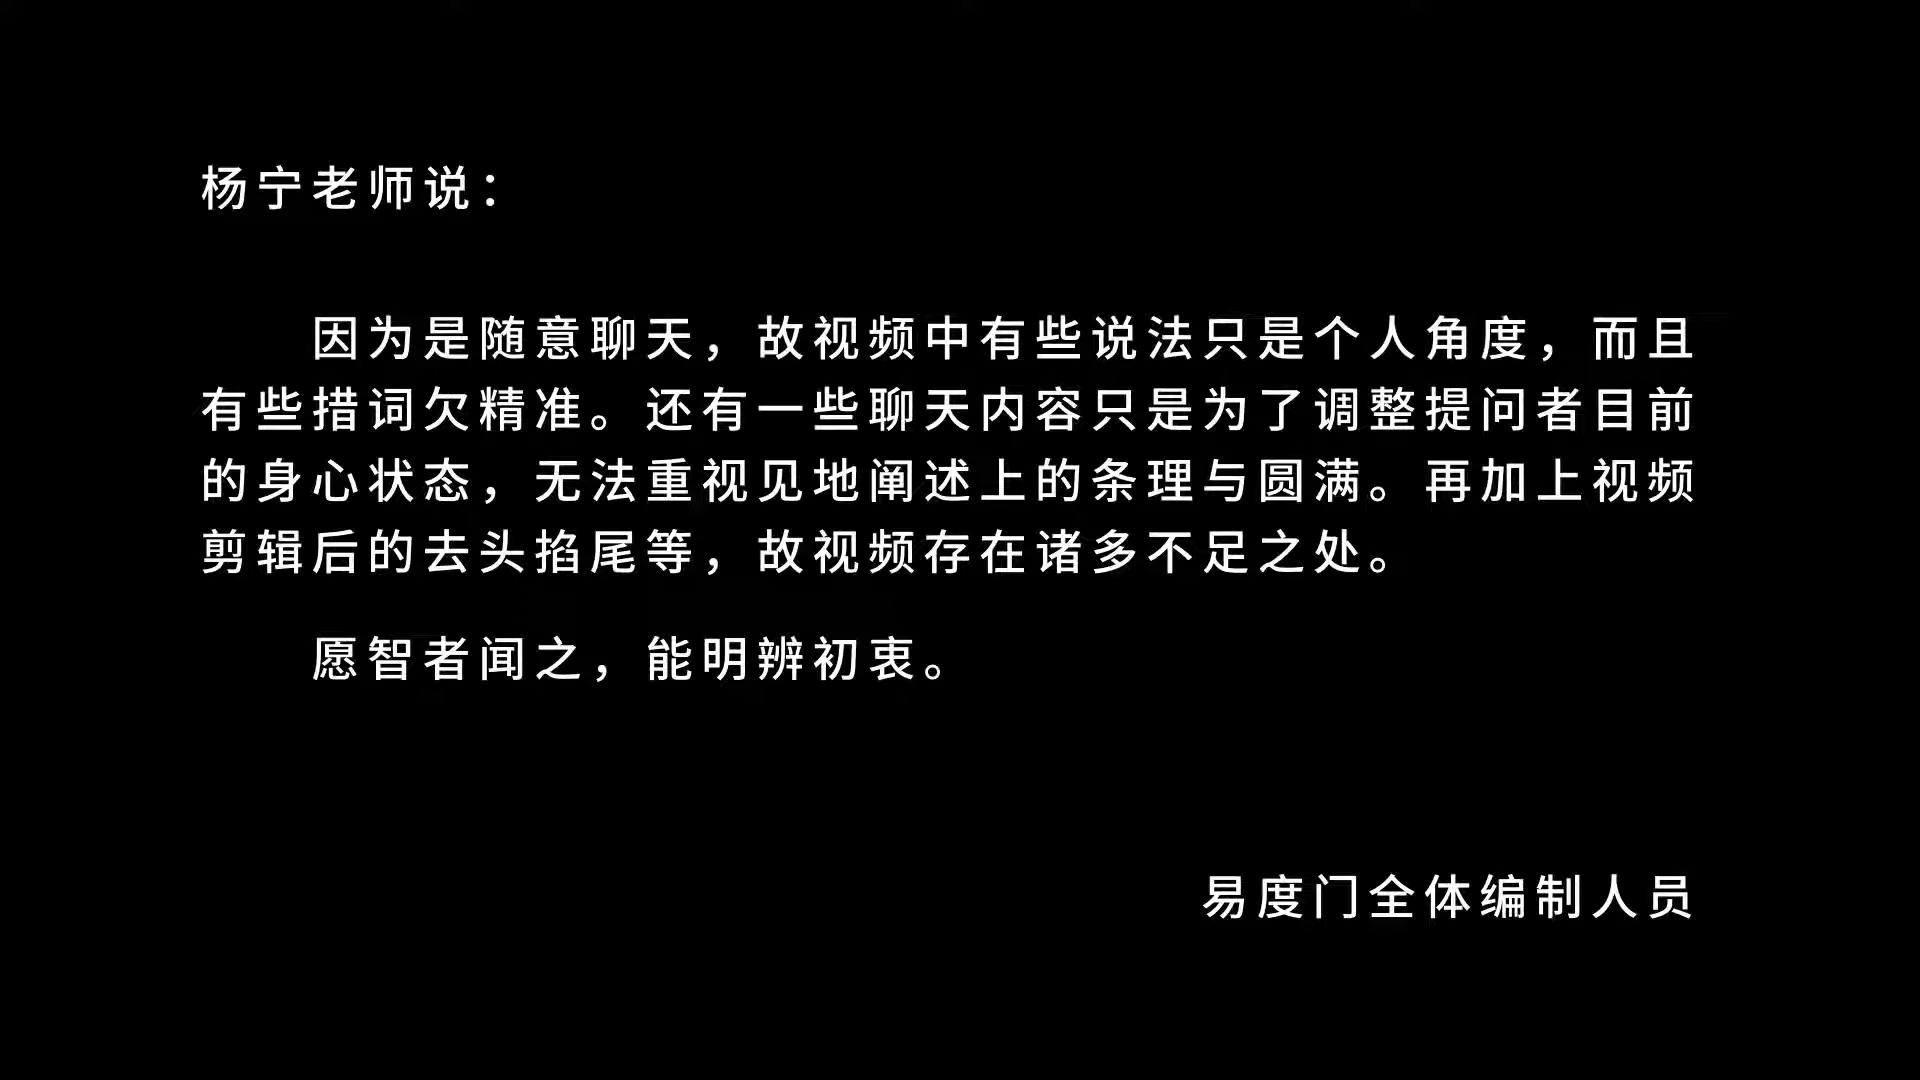 杨宁老师说：
因为是随意聊天，故视频中有些说法只是个人角度，而且
有些措词欠精准。还有一些聊天内容只是为了调整提问者目前
的身心状态，无法重视见地阐述上的条理与圆满。再加上视频
剪辑后的去头掐尾等，故视频存在诸多不足之处。
愿智者闻之，能明辨初衷。
易度门全体编制人员